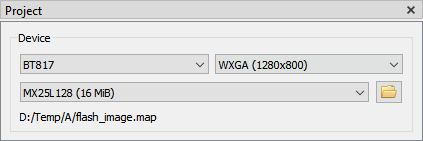 Project
Device
BT817
WXGA (1280x800)
MX25L128 (16 MiB)
D:/Temp/A/flash_image.map